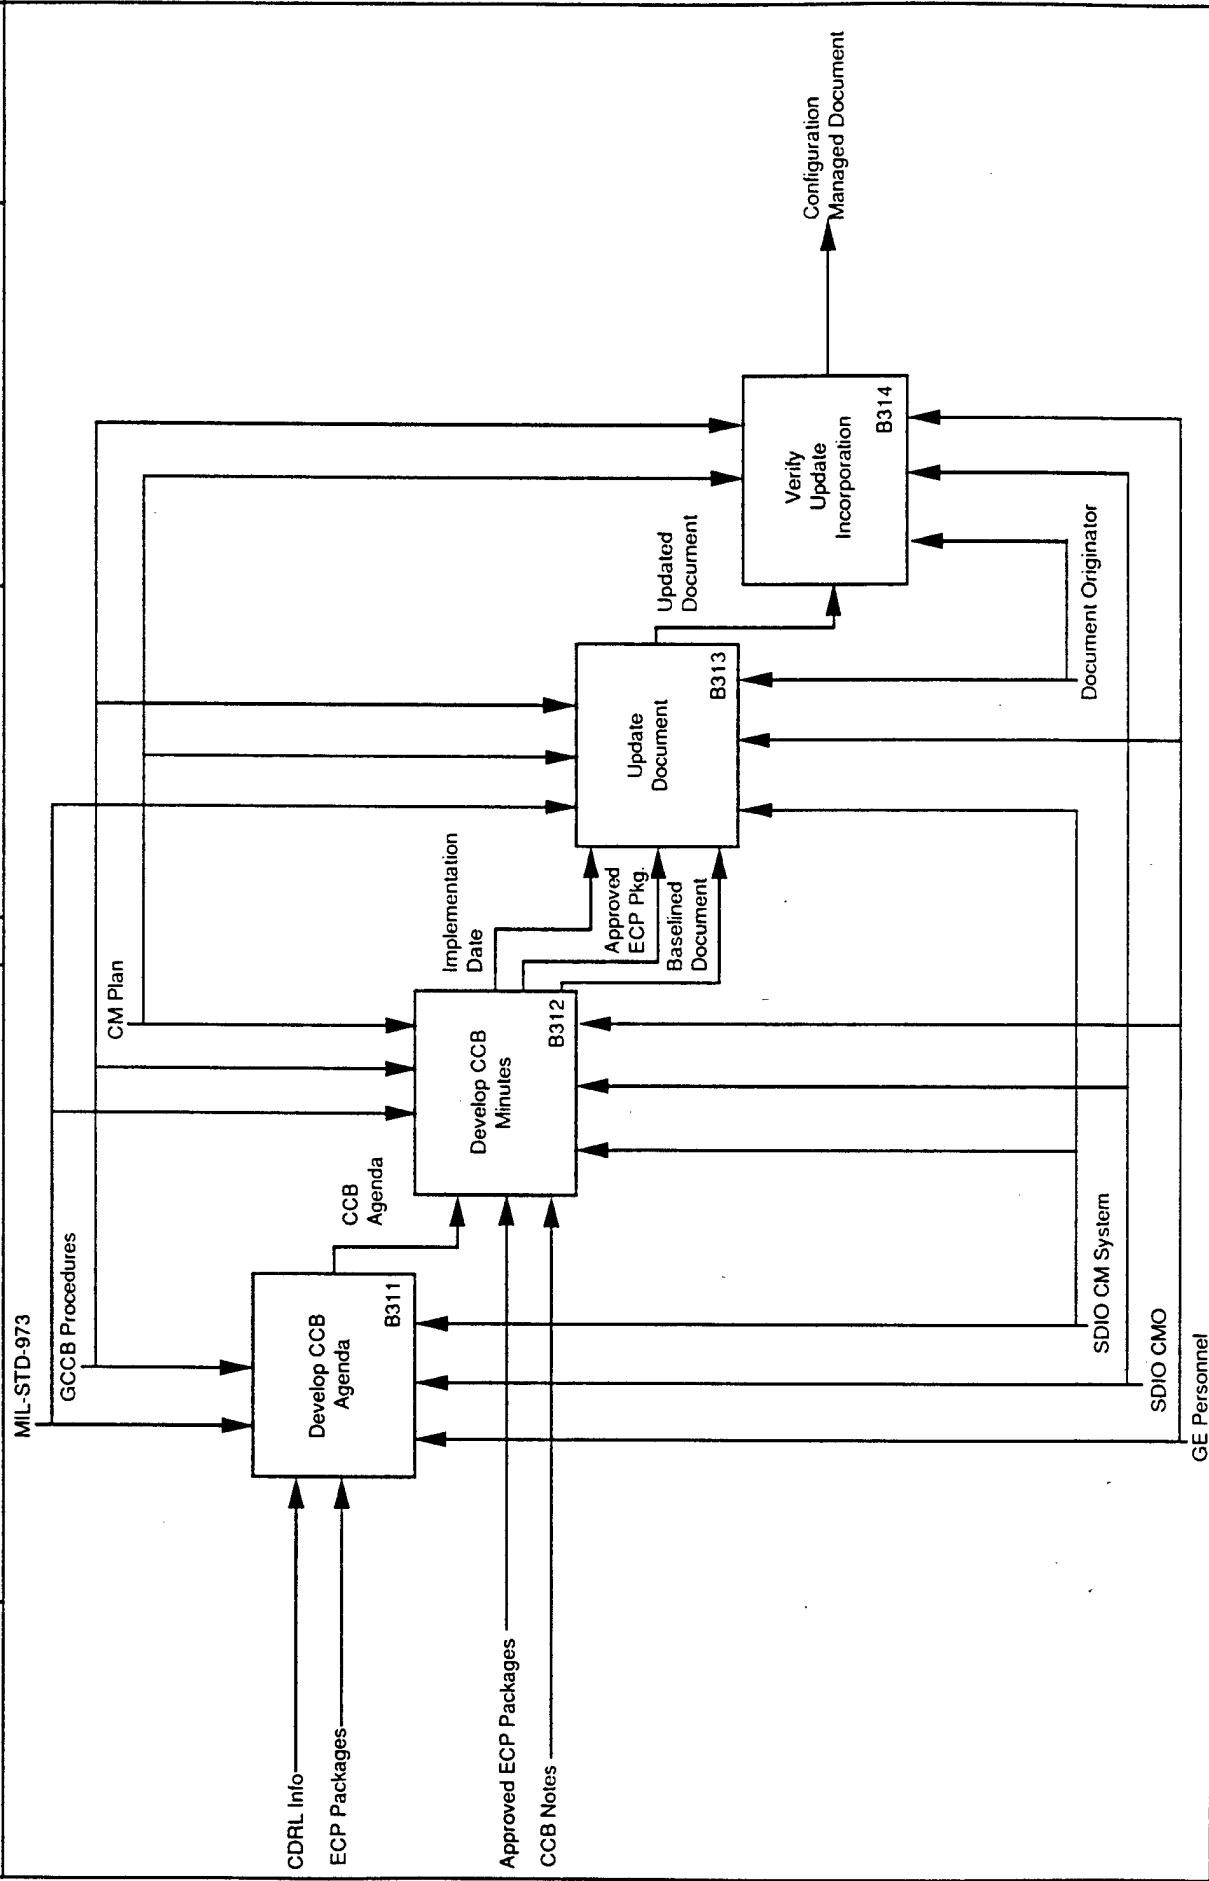 MIL-STD-973
GCCB Procedures
CM Plan
CDRL Info
ECP Packages
Develop CCB
Agenda
B311
CCB
Agenda
Approved ECP Packages
CCB Notes
Develop CCB
Minutes
B312
Implementation
Date
Approved
ECP Pkg.
Baselined
Document
Update
Document
B313
Updated
Document
Verify
Update
Incorporation
B314
Configuration
Managed Document
Document Originator
SDIO CM System
SDIO CMO
GE Personnel